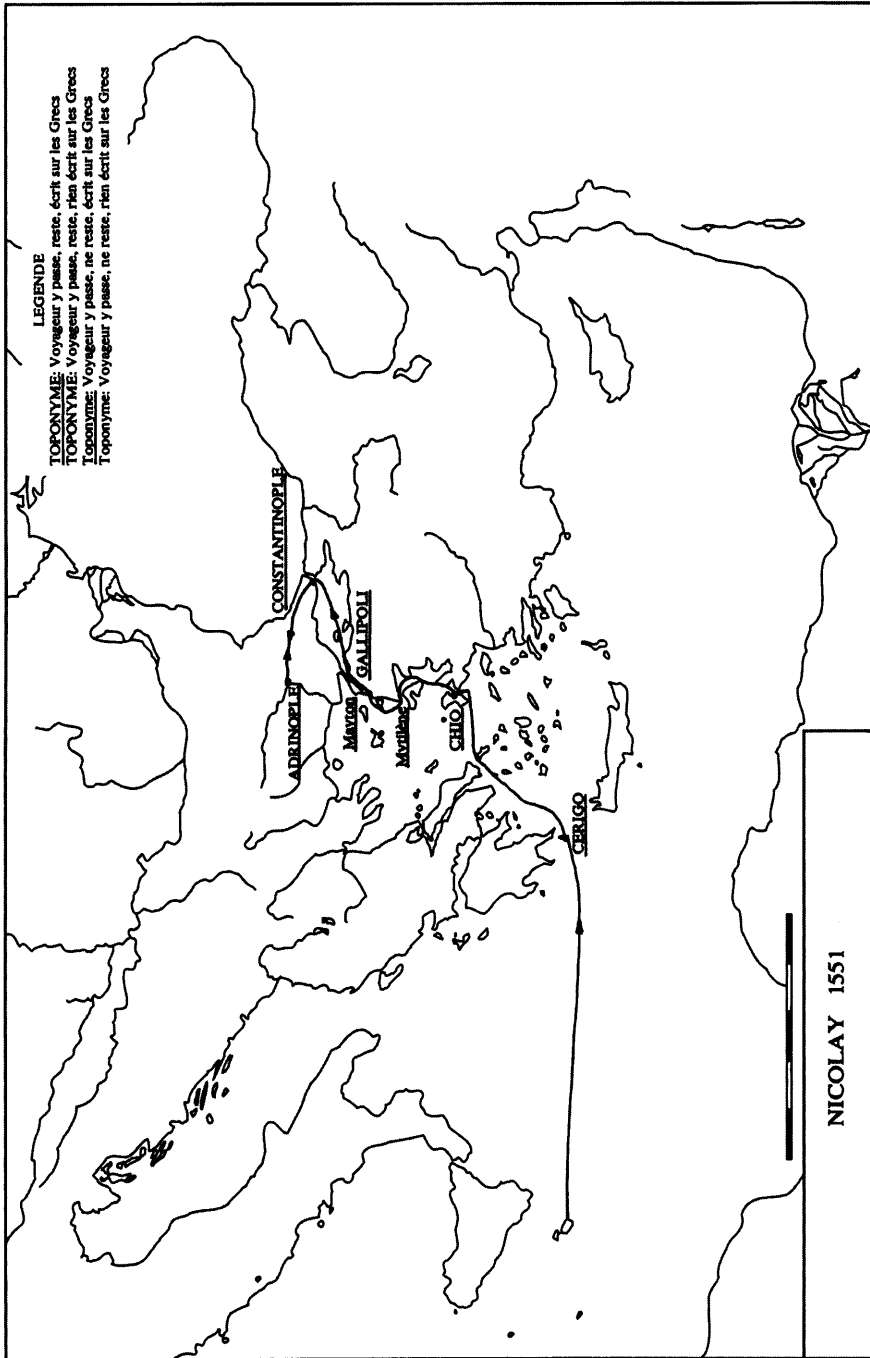 LEGENDE
TOPONYME: Voyageur y passe, reste, écrit sur les Grecs
TOPONYME: Voyageur y passe, reste, rien écrit sur les Grecs
Toponyme: Voyageur y passe, ne reste, écrit sur les Grecs
Toponyme: Voyageur y passe, ne reste, rien écrit sur les Grecs
CONSTANTINOPLE
ADRINOPLE
GALLIPOLI
Mayton
Mytilène
CHIO
CERIGO
NICOLAY 1551